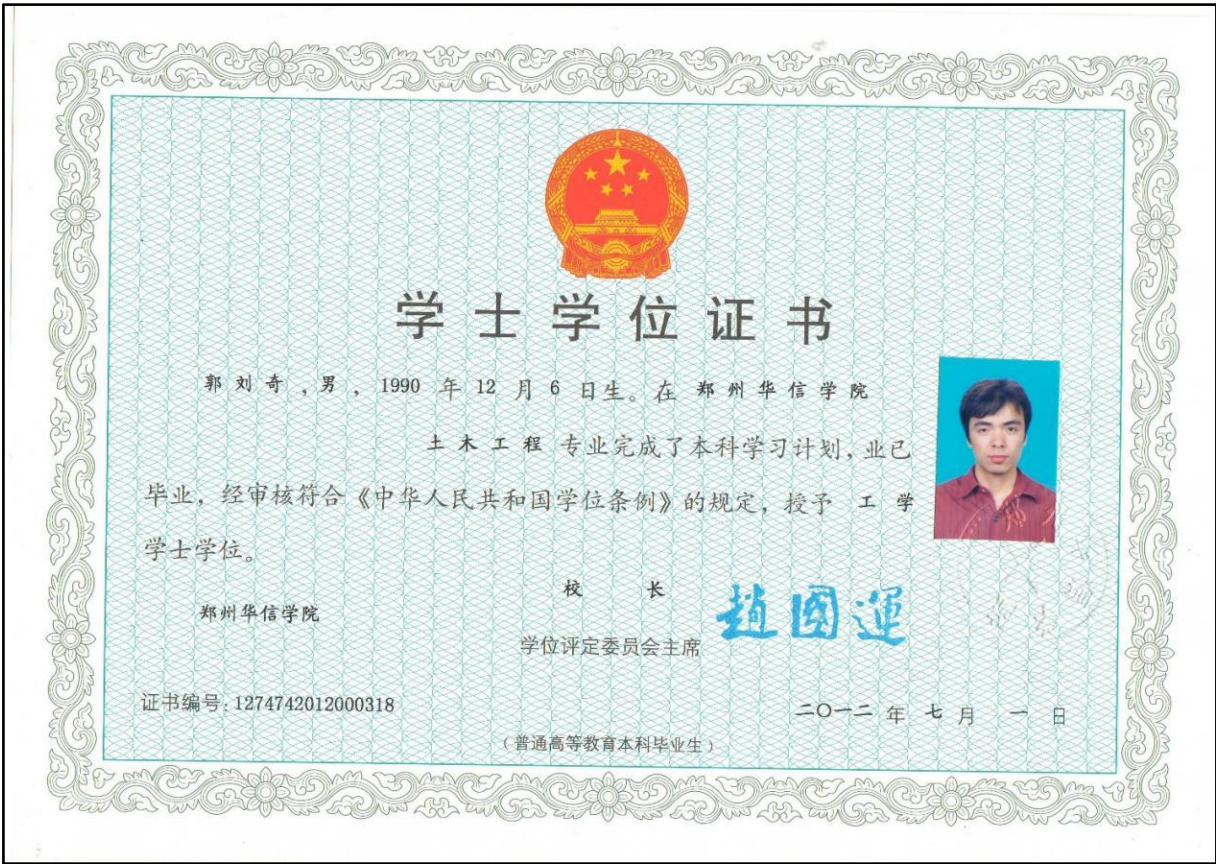 学士学位证书
郭刘奇，男，1990 年 12 月 6 日生。在 郑州华信学院
土木工程 专业完成了本科学习计划，业已
毕业，经审核符合《中华人民共和国学位条例》的规定，授予 工学
学士学位。
校 长
赵国运
郑州华信学院
学位评定委员会主席
证书编号：1274742012000318
二〇一二 年 七 月 一 日
（普通高等教育本科毕业生）